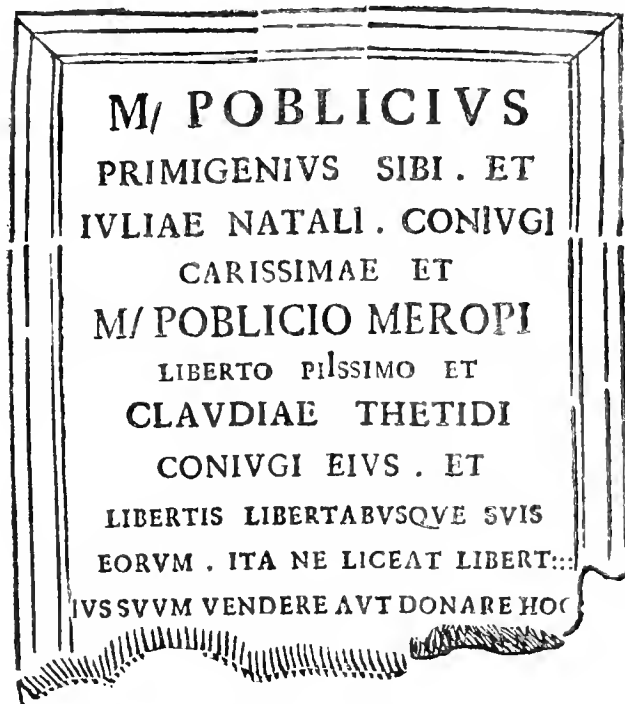 M/ POBLICIVS
PRIMIGENIVS SIBI . ET
IVLIAE NATALI . CONIVGI
CARISSIMAE ET
M/ POBLICIO MEROPI
LIBERTO PIISSIMO ET
CLAVDIAE THETIDI
CONIVGI EIVS . ET
LIBERTIS LIBERTABVSQVE SVIS
EORVM . ITA NE LICEAT LIBERT:::
IVS SVVM VENDERE AVT DONARE HOC